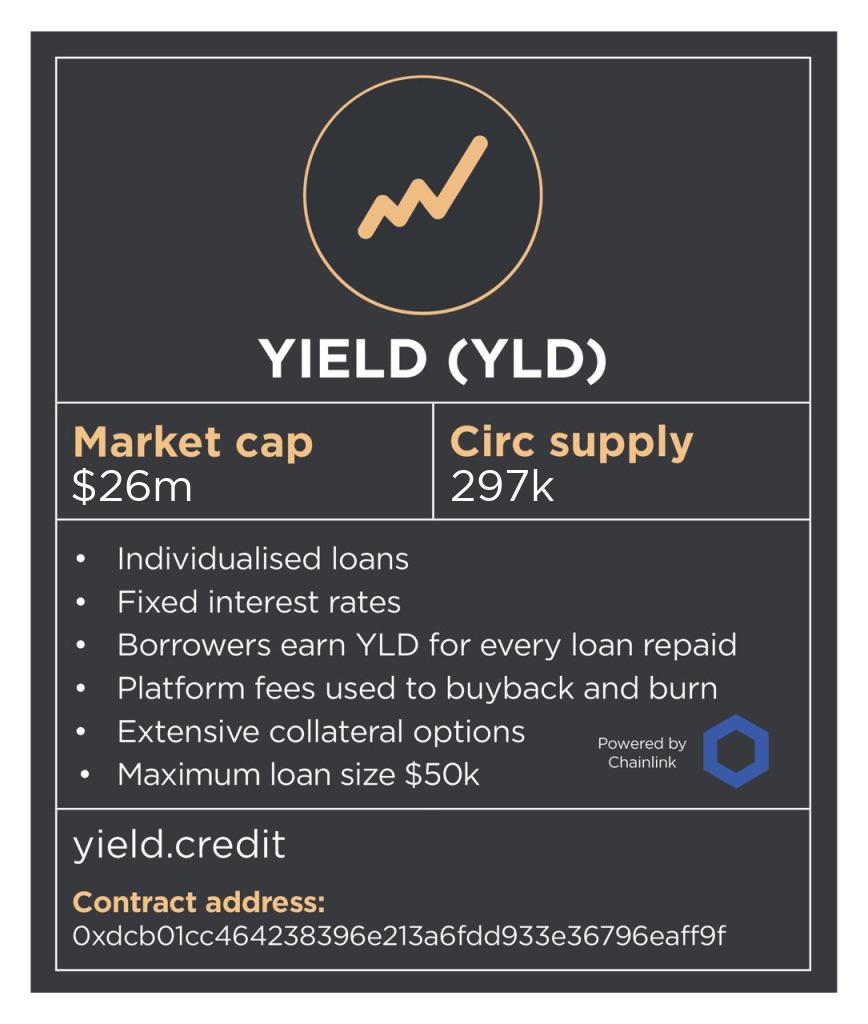 YIELD (YLD)
Market cap
$26m
Circ supply
297k
• Individualised loans
• Fixed interest rates
• Borrowers earn YLD for every loan repaid
• Platform fees used to buyback and burn
• Extensive collateral options
• Maximum loan size $50k
Powered by
Chainlink
yield.credit
Contract address:
0xdcb01cc464238396e213a6fdd933e36796eaff9f